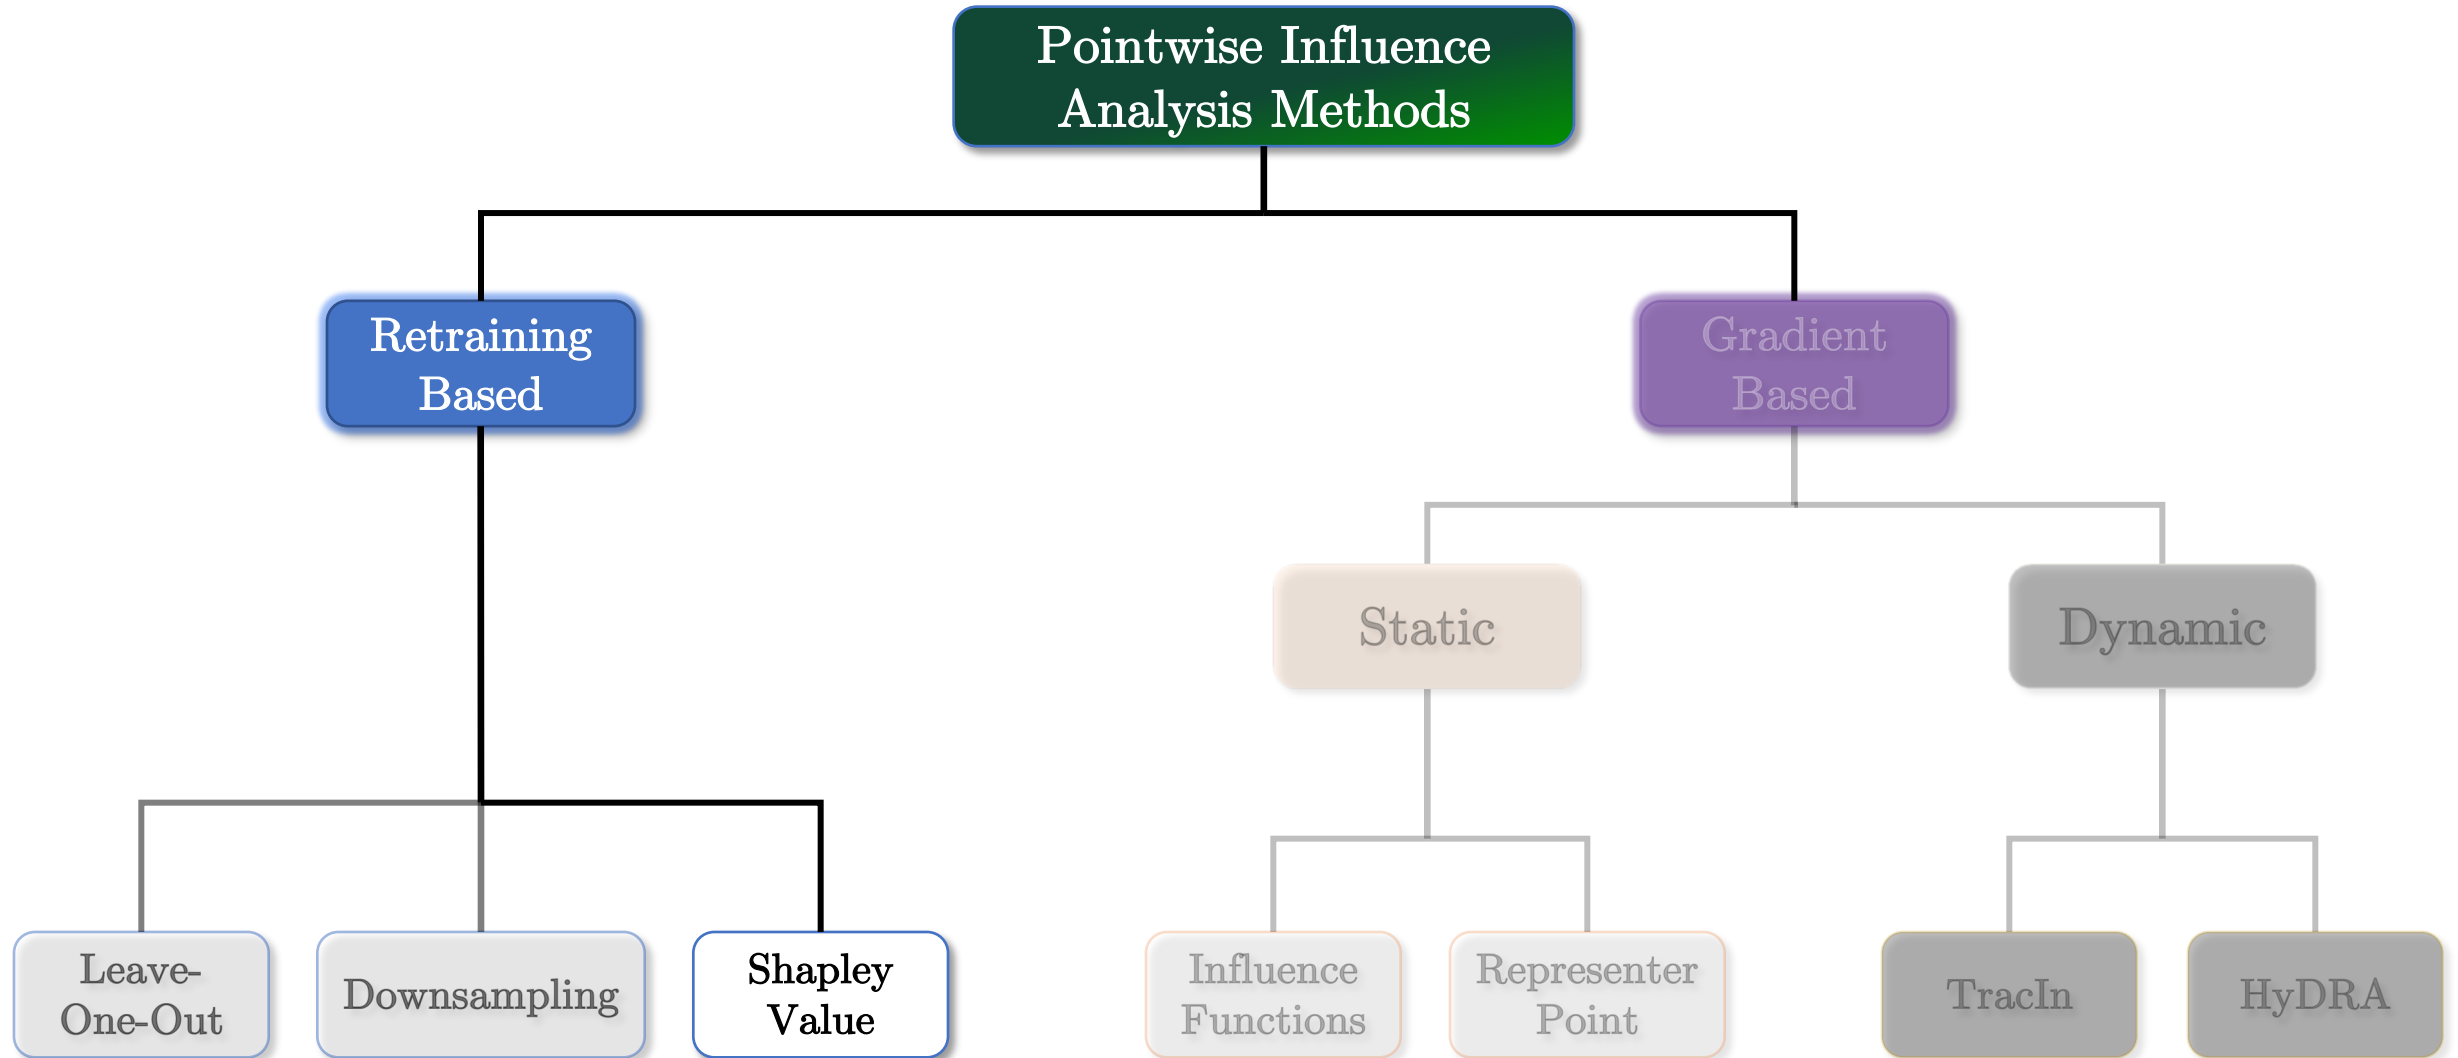 Pointwise Influence
Analysis Methods
Retraining
Based
Gradient
Based
Static
Dynamic
Leave-
One-Out
Downsampling
Shapley
Value
Influence
Functions
Representer
Point
TracIn
HyDRA